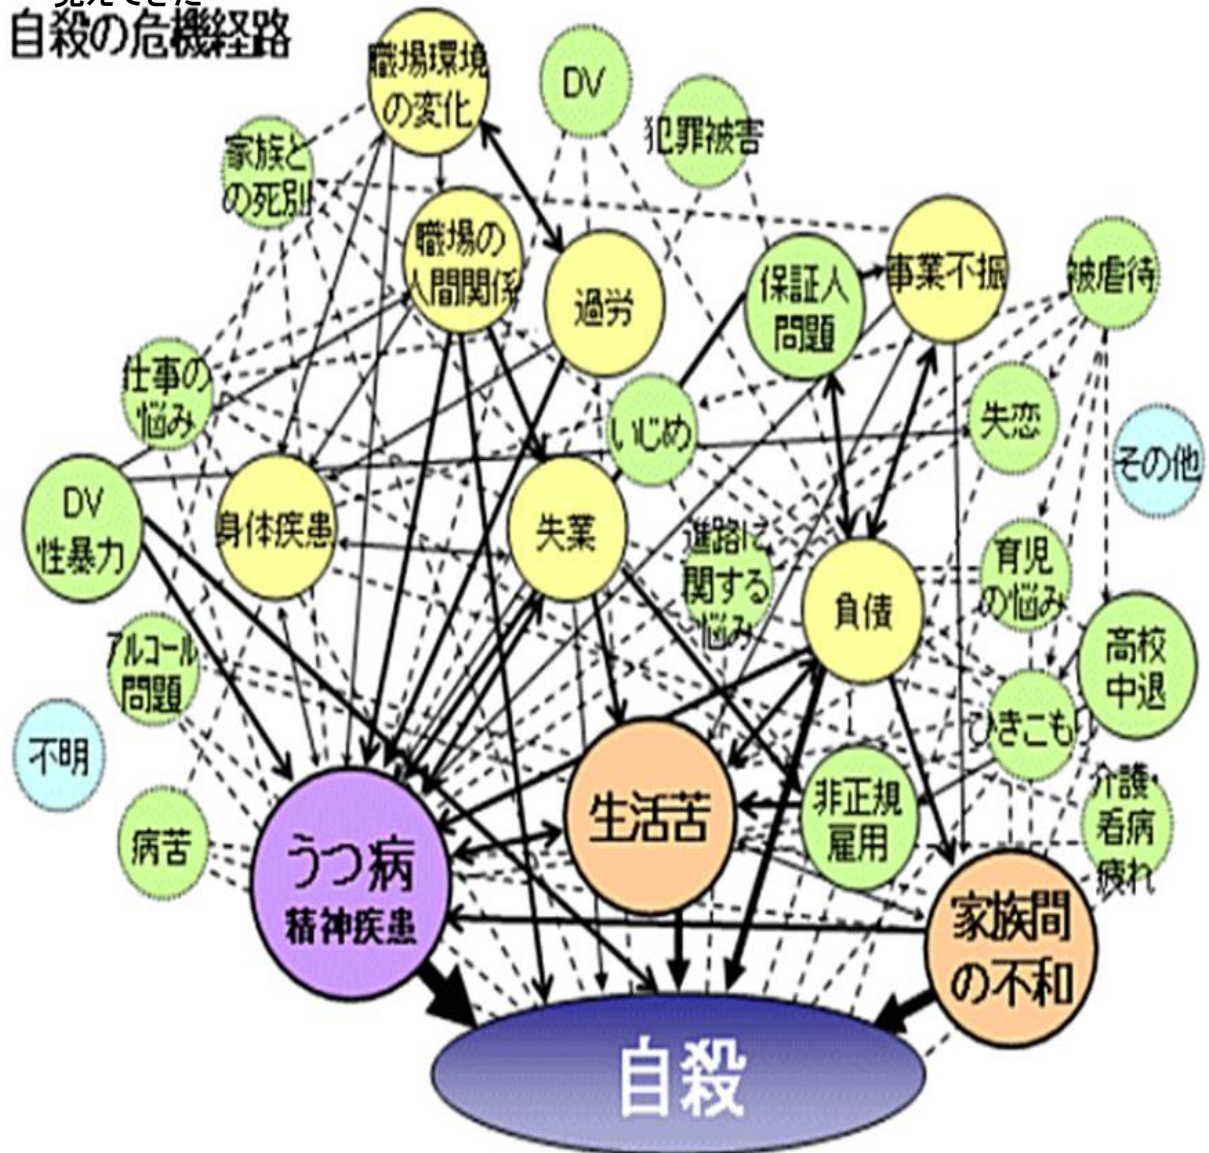 見えてきた
自殺の危機経路
職場環境
の変化
DV
犯罪被害
家族と
の死別
職場の
人間関係
過労
保証人
問題
事業不振
被虐待
仕事の
悩み
いじめ
失恋
その他
DV
性暴力
身体疾患
失業
進路に
関する
悩み
負債
育児
の悩み
高校
中退
アルコール
問題
ひきこもり
不明
病苦
うつ病
精神疾患
生活苦
非正規
雇用
介護・
看病
疲れ
家族間
の不和
自殺